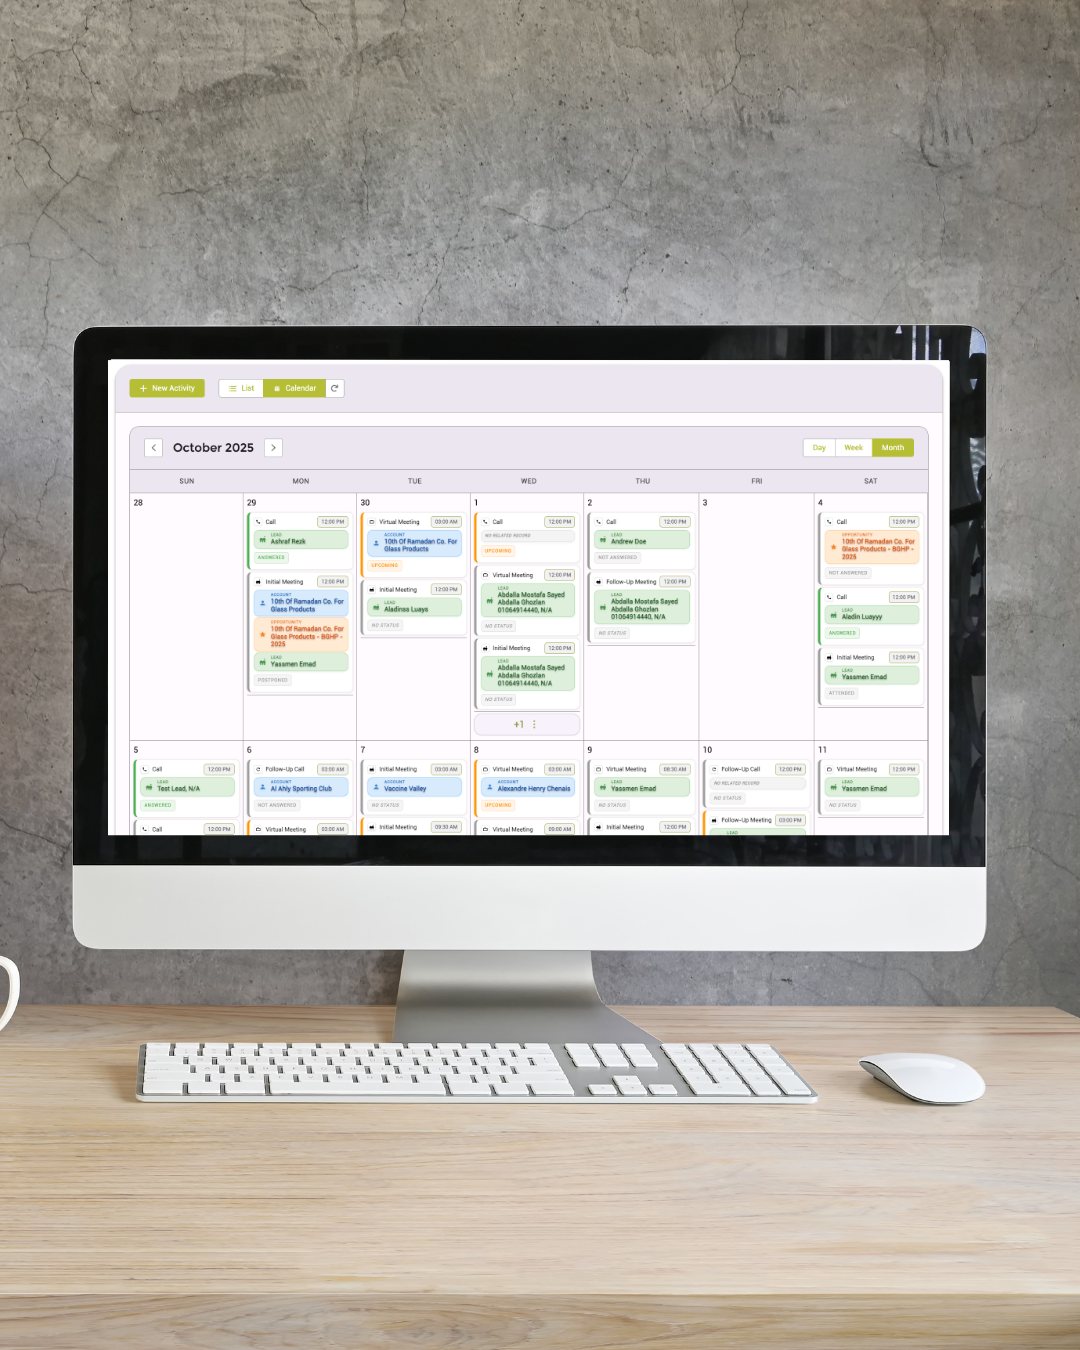 + New Activity
List
Calendar
October 2025
Day
Week
Month
SUN
MON
TUE
WED
THU
FRI
SAT
28
29
Call
12:00 PM
LEAD
Ashraf Rezk
ANSWERED
Initial Meeting
12:00 PM
ACCOUNT
10th Of Ramadan Co. For
Glass Products
OPPORTUNITY
10th Of Ramadan Co. For
Glass Products - BGHP -
2025
LEAD
Yassmen Emad
POSTPONED
30
Virtual Meeting
03:00 AM
ACCOUNT
10th Of Ramadan Co. For
Glass Products
UPCOMING
Initial Meeting
12:00 PM
LEAD
Aladinss Luays
NO STATUS
1
Call
12:00 PM
NO RELATED RECORD
UPCOMING
Virtual Meeting
12:00 PM
LEAD
Abdalla Mostafa Sayed
Abdalla Ghozlan
01064914440, N/A
NO STATUS
Initial Meeting
12:00 PM
LEAD
Abdalla Mostafa Sayed
Abdalla Ghozlan
01064914440, N/A
NO STATUS
+1
2
Call
12:00 PM
LEAD
Andrew Doe
NOT ANSWERED
Follow-Up Meeting
12:00 PM
LEAD
Abdalla Mostafa Sayed
Abdalla Ghozlan
01064914440, N/A
NO STATUS
3
4
Call
12:00 PM
OPPORTUNITY
10th Of Ramadan Co. For
Glass Products - BGHP -
2025
NOT ANSWERED
Call
12:00 PM
LEAD
Aladin Luayyy
ANSWERED
Initial Meeting
12:00 PM
LEAD
Yassmen Emad
ATTENDED
5
Call
12:00 PM
LEAD
Test Lead, N/A
ANSWERED
Call
12:00 PM
6
Follow-Up Call
03:00 AM
ACCOUNT
Al Ahly Sporting Club
NOT ANSWERED
Virtual Meeting
03:00 AM
7
Initial Meeting
03:00 AM
ACCOUNT
Vaccine Valley
NO STATUS
Initial Meeting
09:30 AM
8
Virtual Meeting
03:00 AM
ACCOUNT
Alexandre Henry Chenais
UPCOMING
Virtual Meeting
09:00 AM
9
Virtual Meeting
08:30 AM
LEAD
Yassmen Emad
NO STATUS
Initial Meeting
12:00 PM
10
Follow-Up Call
12:00 PM
NO RELATED RECORD
NO STATUS
Follow-Up Meeting
03:00 PM
LEAD
11
Virtual Meeting
12:00 PM
LEAD
Yassmen Emad
NO STATUS